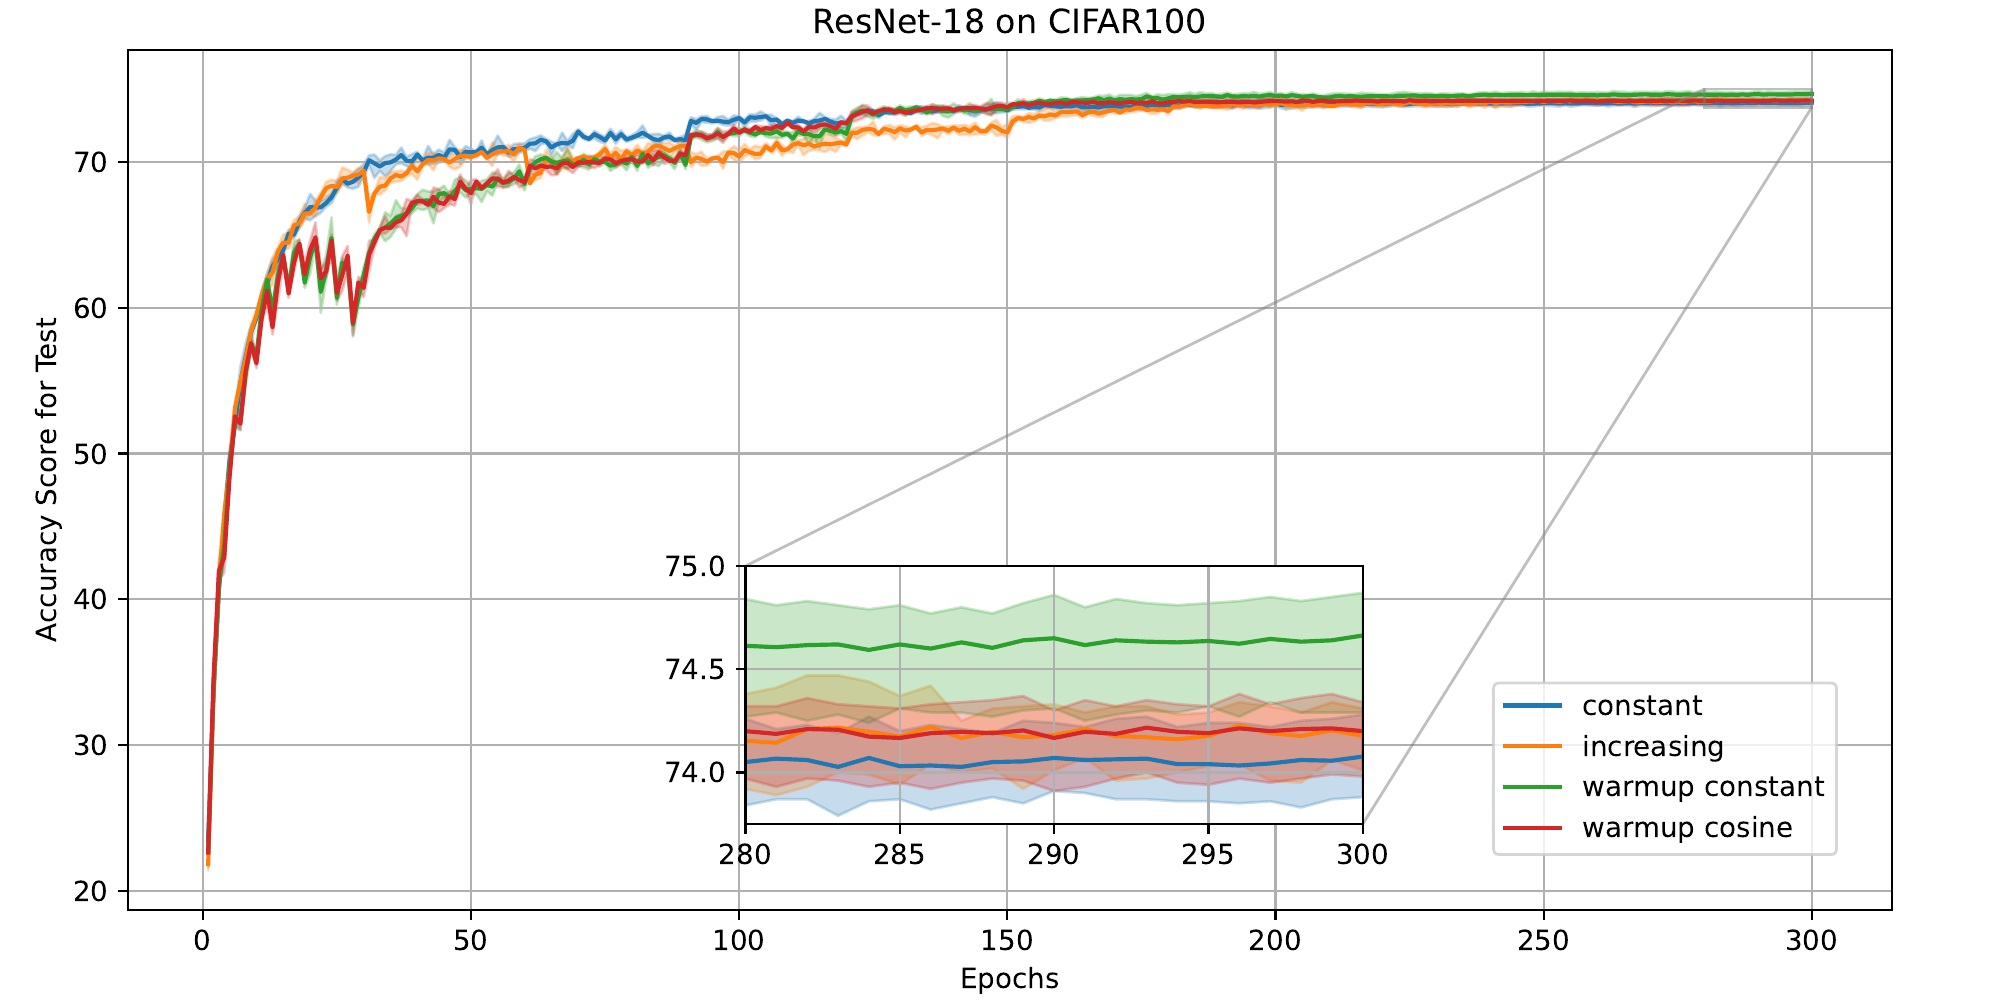 ResNet-18 on CIFAR100
Accuracy Score for Test
70
60
50
40
30
20
75.0
74.5
74.0
280 285 290 295 300
constant
increasing
warmup constant
warmup cosine
0 50 100 150 200 250 300
Epochs